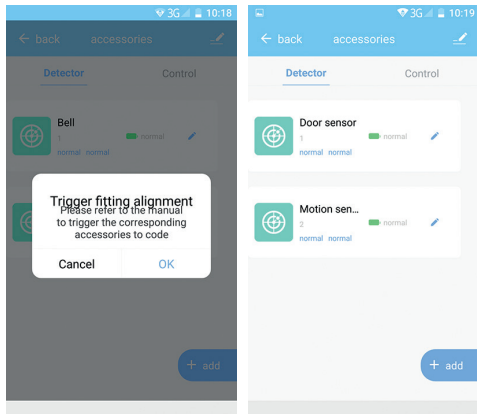 3G 10:18
back accessories
Detector Control
Bell
1 normal
normal normal
Trigger fitting alignment
Please refer to the manual
to trigger the corresponding
accessories to code
Cancel OK
+ add
3G 10:19
back accessories
Detector Control
Door sensor
1 normal
normal normal
Motion sen...
2 normal
normal normal
+ add